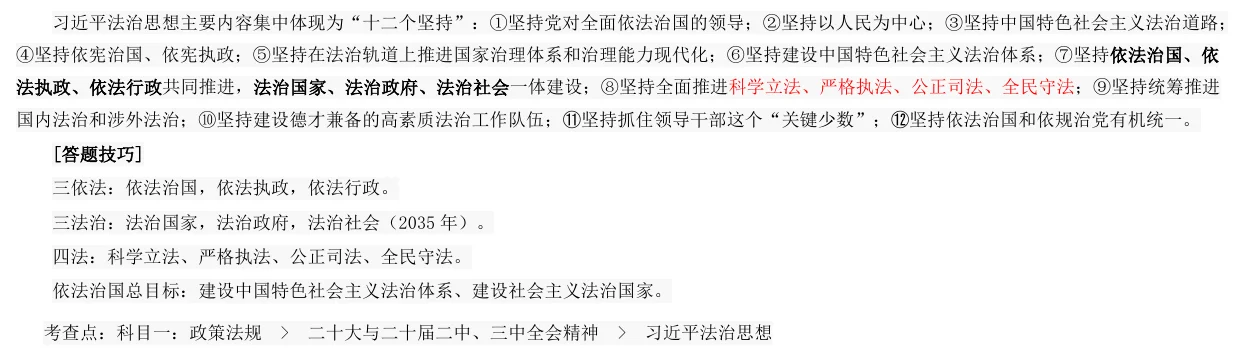 习近平法治思想主要内容集中体现为“十二个坚持”：①坚持党对全面依法治国的领导；②坚持以人民为中心；③坚持中国特色社会主义法治道路；
④坚持依宪治国、依宪执政；⑤坚持在法治轨道上推进国家治理体系和治理能力现代化；⑥坚持建设中国特色社会主义法治体系；⑦坚持依法治国、依
法执政、依法行政共同推进，法治国家、法治政府、法治社会一体建设；⑧坚持全面推进科学立法、严格执法、公正司法、全民守法；⑨坚持统筹推进
国内法治和涉外法治；⑩坚持建设德才兼备的高素质法治工作队伍；⑪坚持抓住领导干部这个“关键少数”；⑫坚持依法治国和依规治党有机统一。
[答题技巧]
三依法：依法治国，依法执政，依法行政。
三法治：法治国家，法治政府，法治社会（2035 年）。
四法：科学立法、严格执法、公正司法、全民守法。
依法治国总目标：建设中国特色社会主义法治体系、建设社会主义法治国家。
考查点：科目一：政策法规 > 二十大与二十届二中、三中全会精神 > 习近平法治思想